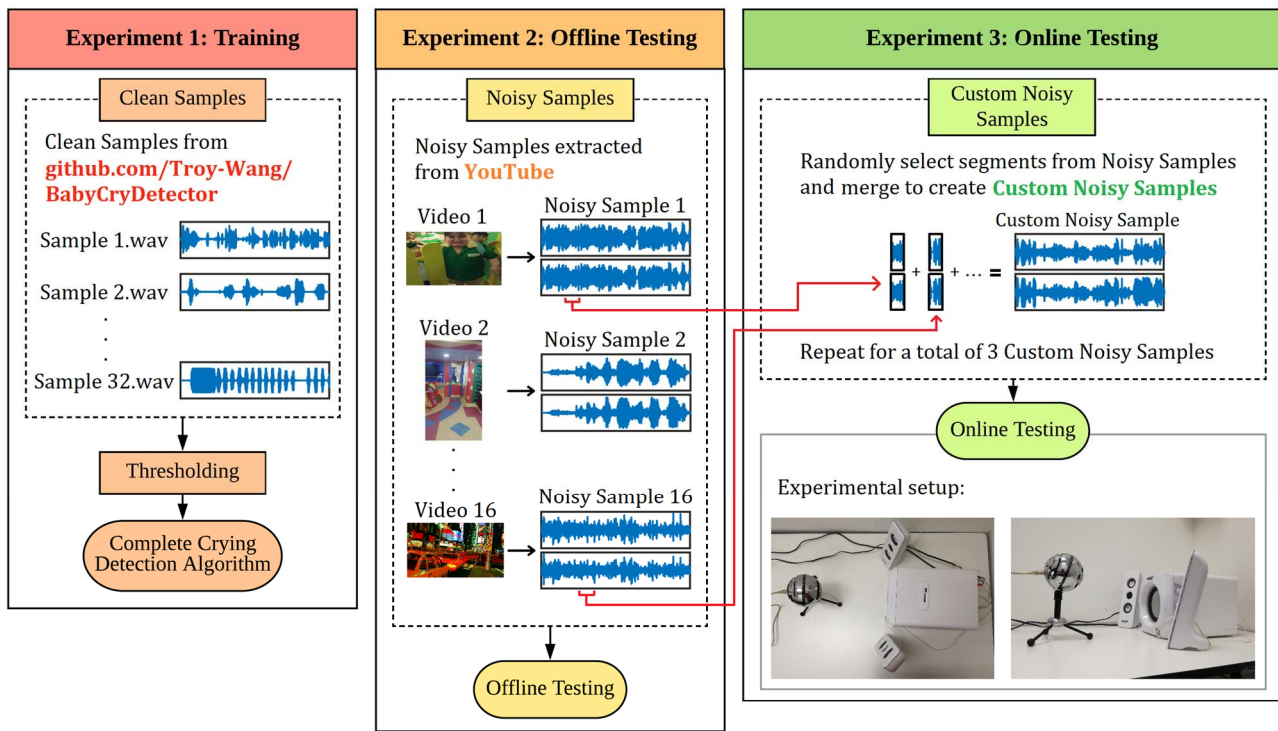 Experiment 1: Training
Clean Samples
Clean Samples from
github.com/Troy-Wang/
BabyCryDetector
Sample 1.wav
Sample 2.wav
.
.
.
Sample 32.wav
Thresholding
Complete Crying
Detection Algorithm
Experiment 2: Offline Testing
Noisy Samples
Noisy Samples extracted
from YouTube
Video 1
Noisy Sample 1
Video 2
Noisy Sample 2
.
.
.
.
.
.
Video 16
Noisy Sample 16
Offline Testing
Experiment 3: Online Testing
Custom Noisy
Samples
Randomly select segments from Noisy Samples
and merge to create Custom Noisy Samples
Custom Noisy Sample
+ + ... =
Repeat for a total of 3 Custom Noisy Samples
Online Testing
Experimental setup: